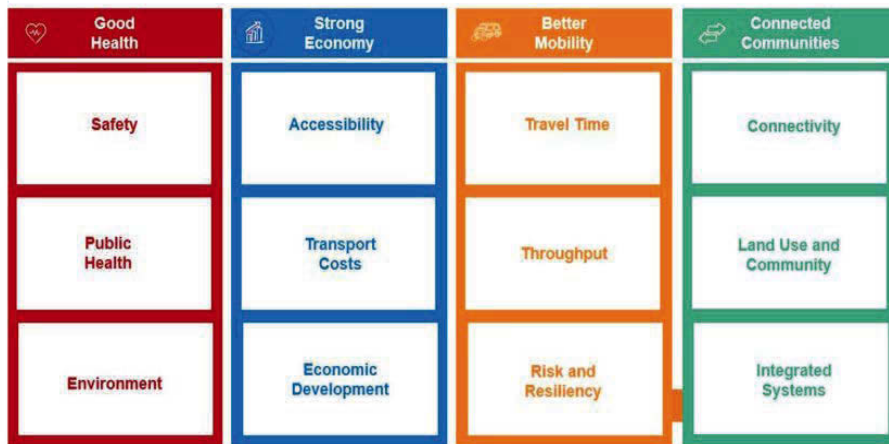 Good
Health
Strong
Economy
Better
Mobility
Connected
Communities
Safety
Accessibility
Travel Time
Connectivity
Public
Health
Transport
Costs
Throughput
Land Use and
Community
Environment
Economic
Development
Risk and
Resiliency
Integrated
Systems